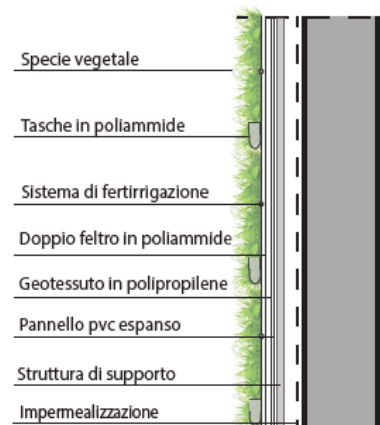 Specie vegetale
Tasche in poliammide
Sistema di fertirrigazione
Doppio feltro in poliammide
Geotessuto in polipropilene
Pannello pvc espanso
Struttura di supporto
Impermealizzazione